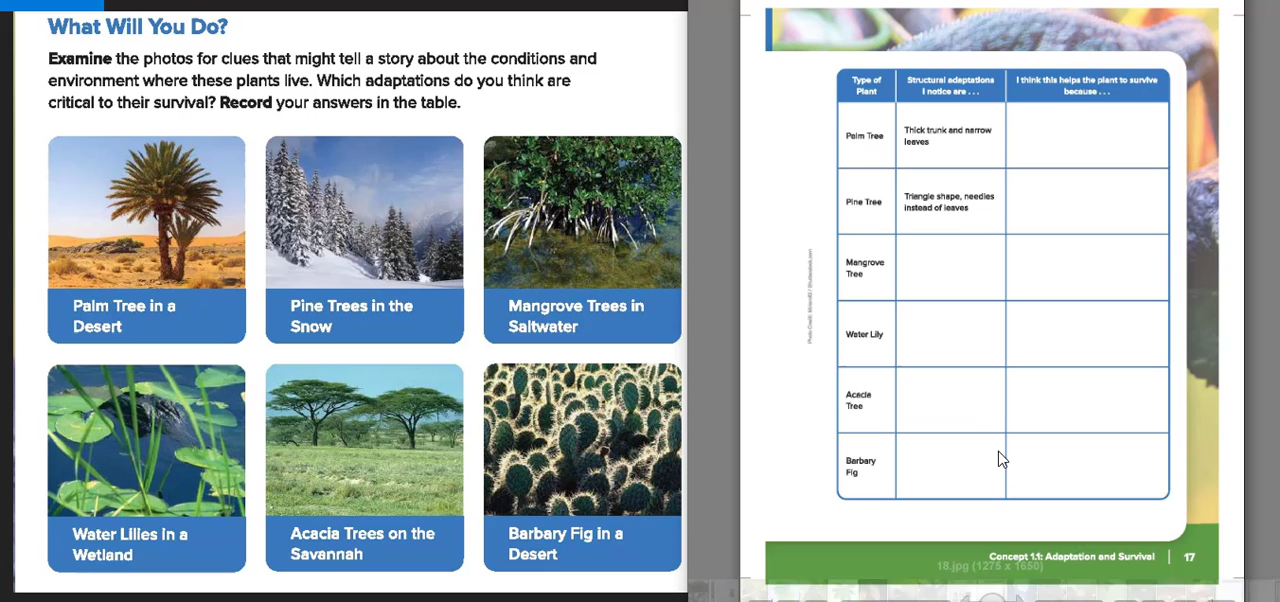 What Will You Do?
Examine the photos for clues that might tell a story about the conditions and
environment where these plants live. Which adaptations do you think are
critical to their survival? Record your answers in the table.
Palm Tree in a
Desert
Pine Trees in the
Snow
Mangrove Trees in
Saltwater
Water Lilies in a
Wetland
Acacia Trees on the
Savannah
Barbary Fig in a
Desert
Type of
Plant
Structural adaptations
I notice are . . .
I think this helps the plant to survive
because . . .
Palm Tree
Thick trunk and narrow
leaves
Pine Tree
Triangle shape, needles
instead of leaves
Mangrove
Tree
Water Lily
Acacia
Tree
Barbary
Fig
Concept 1.1: Adaptation and Survival | 17
18.jpg (1275 x 1650)